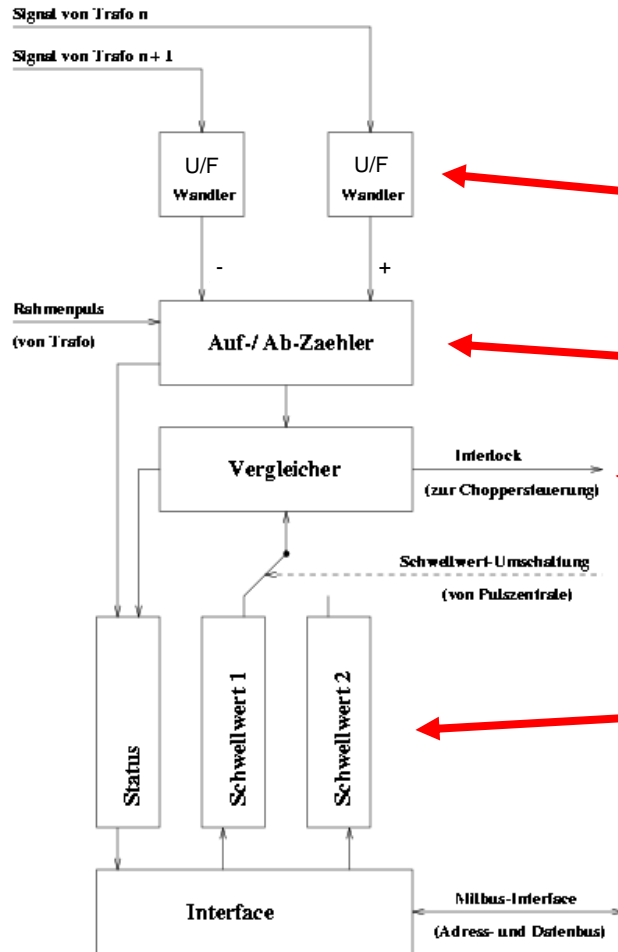 Signal von Trafo n
Signal von Trafo n+1
U/F
Wandler
U/F
Wandler
-
+
Rahmenpuls
(von Trafo)
Auf-/ Ab-Zaehler
Vergleicher
Interlock
(zur Choppersteuerung)
Schwellwert-Umschaltung
(von Pulszentrale)
Status
Schwellwert 1
Schwellwert 2
Interface
Milbus-Interface
(Adress- und Datenbus)